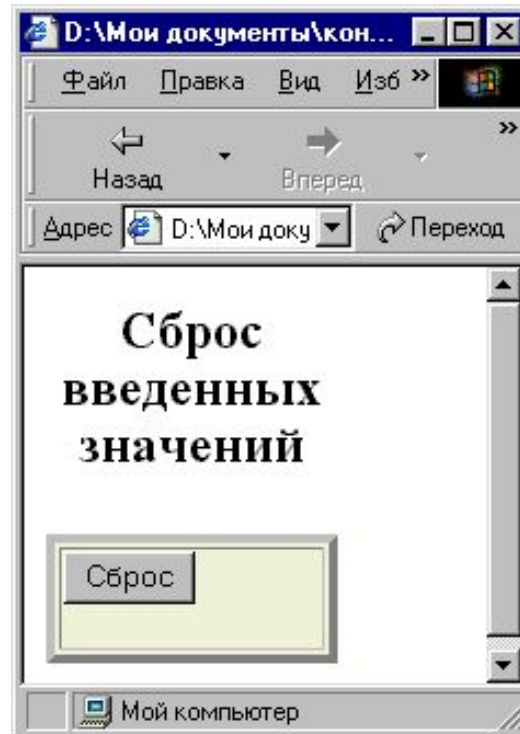 D:\Мои документы\кон...
Файл Правка Вид Изб »
»
Назад Вперед
Адрес D:\Мои доку Переход
Сброс
введенных
значений
Сброс
Мой компьютер